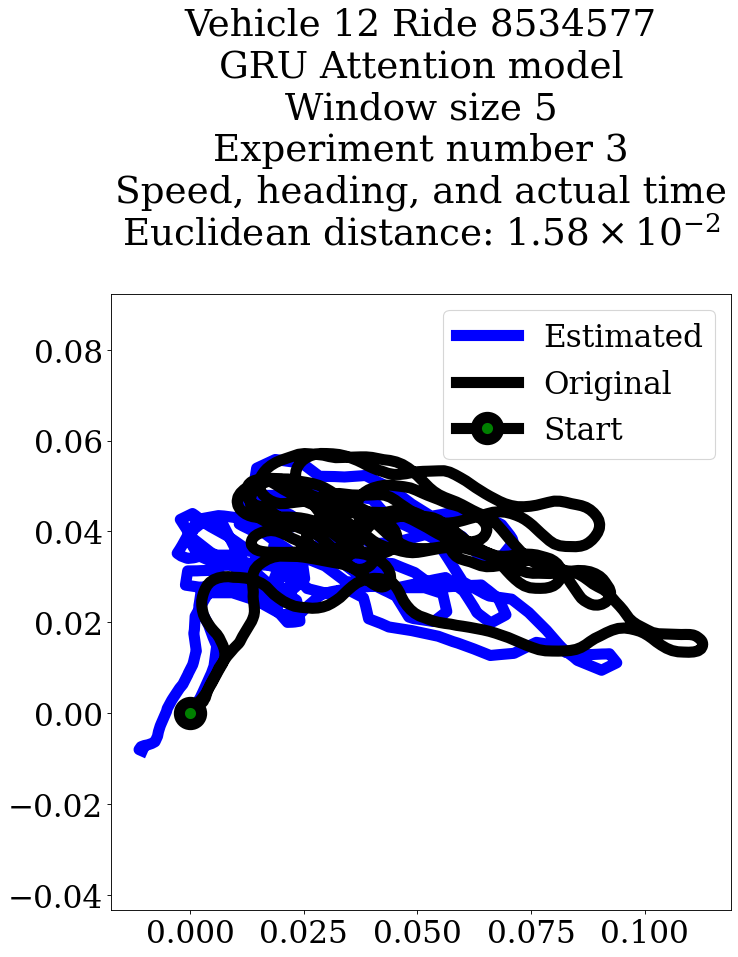 Vehicle 12 Ride 8534577
GRU Attention model
Window size 5
Experiment number 3
Speed, heading, and actual time
Euclidean distance: 1.58 × 10⁻²
Estimated
Original
Start
0.08
0.06
0.04
0.02
0.00
−0.02
−0.04
0.000 0.025 0.050 0.075 0.100